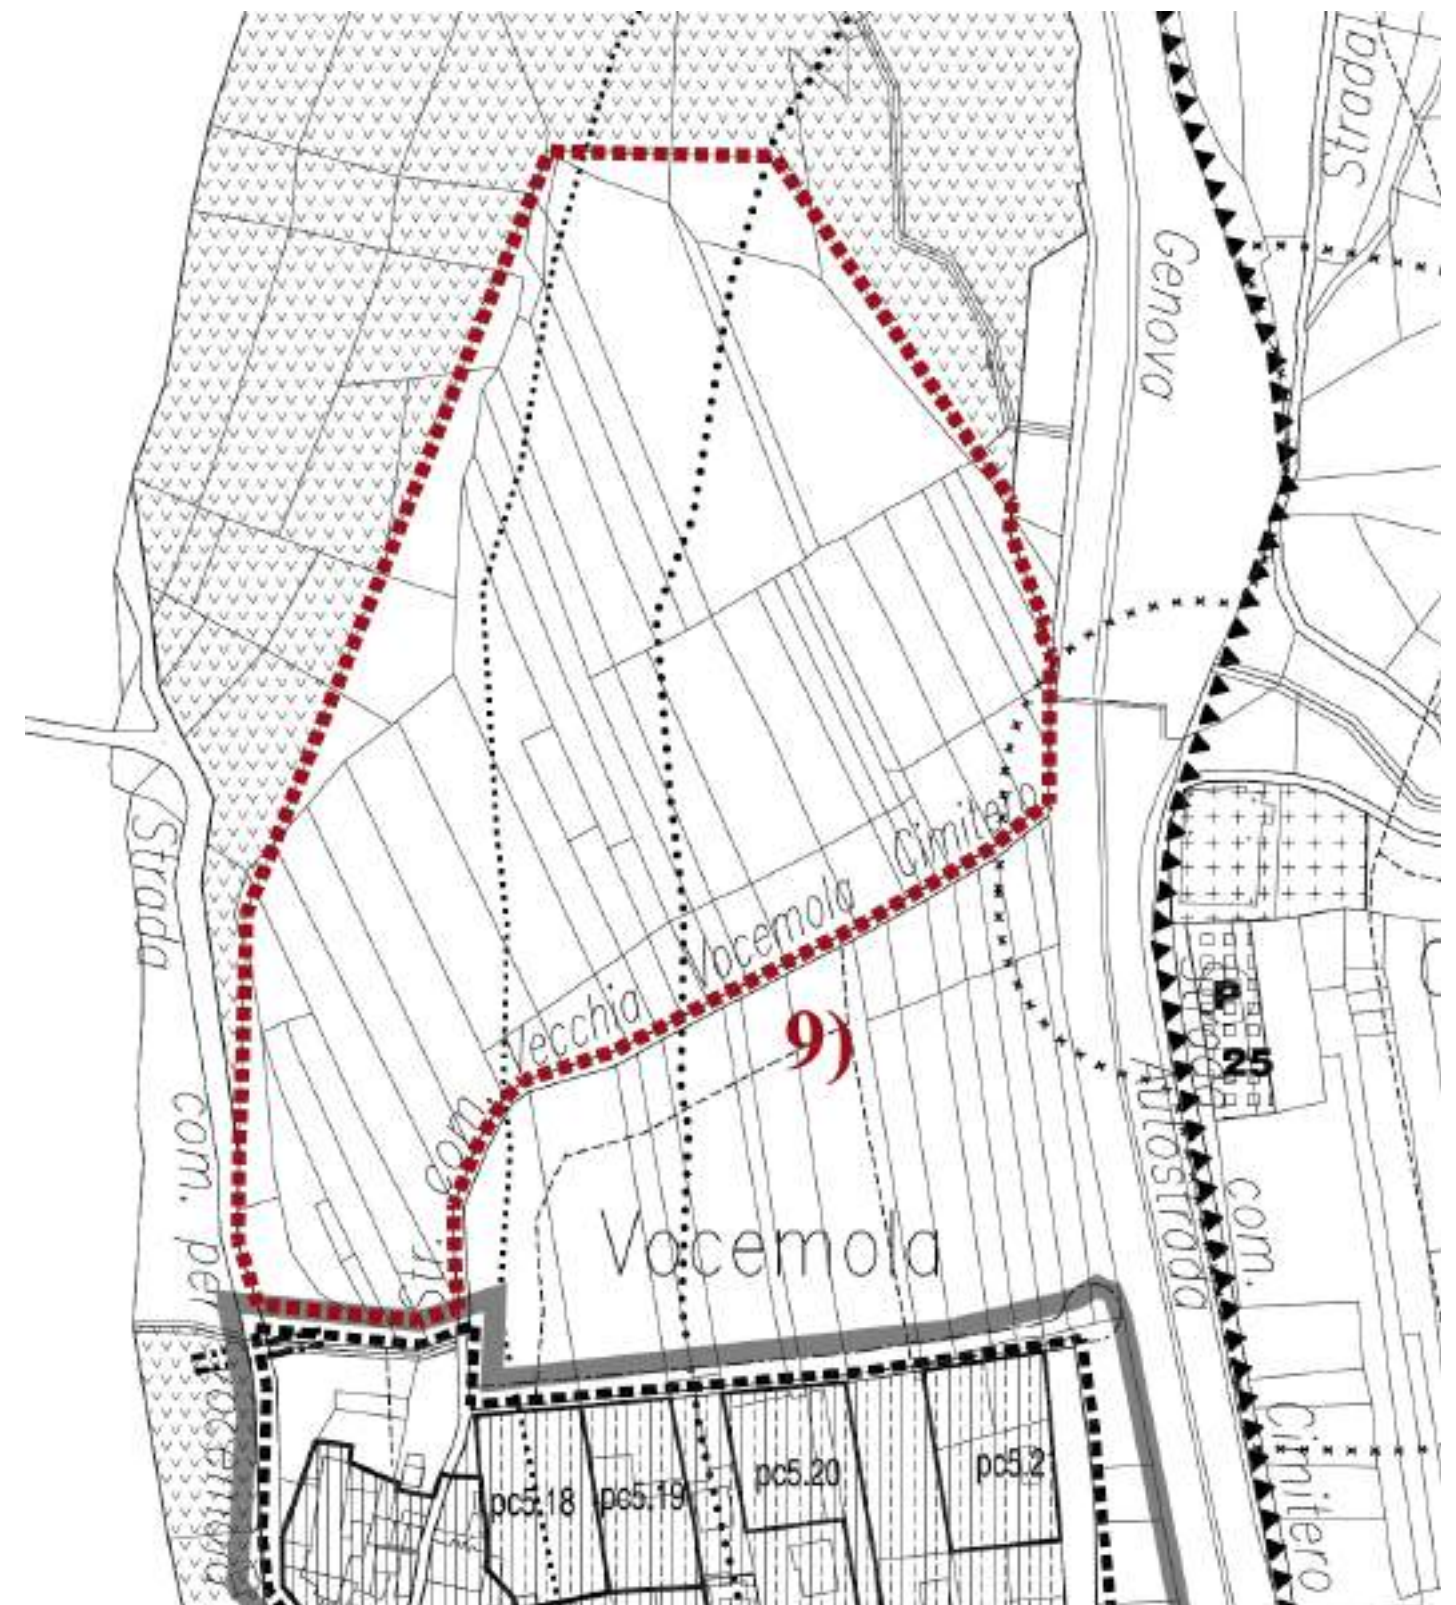 Strada
Genova
Strada
Cimitero
Vocemola
Vecchia
com.
str.
9)
P
25
Autostrada
com. per
Vocemola
com.
Cimitero
pc5.18
pc5.19
pc5.20
pc5.2